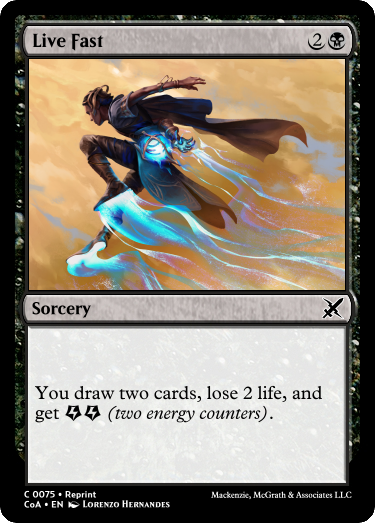 Live Fast 2
Sorcery
You draw two cards, lose 2 life, and
get (two energy counters).
C 0075 • Reprint
CoA • EN Lorenzo Hernandes
Mackenzie, McGrath & Associates LLC